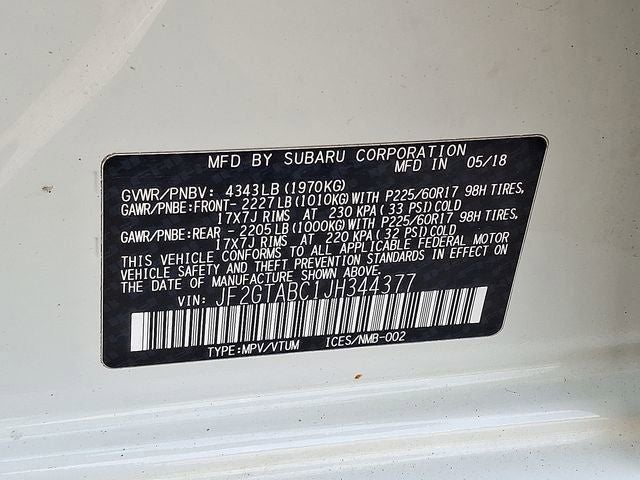 MFD BY SUBARU CORPORATION
MFD IN 05/18
GVWR/PNBV: 4343LB(1970KG)
GAWR/PNBE:FRONT-2227LB(1010KG)WITH P225/60R17 98H TIRES,
17X7J RIMS AT 230 KPA(33 PSI)COLD
GAWR/PNBE:REAR -2205LB(1000KG)WITH P225/60R17 98H TIRES,
17X7J RIMS AT 220 KPA(32 PSI)COLD
THIS VEHICLE CONFORMS TO ALL APPLICABLE FEDERAL MOTOR
VEHICLE SAFETY AND THEFT PREVENTION STANDARDS IN EFFECT ON
THE DATE OF MANUFACTURE SHOWN ABOVE.
VIN: JF2GTABC1JH344377
TYPE:MPV/VTUM ICES/NMB-002